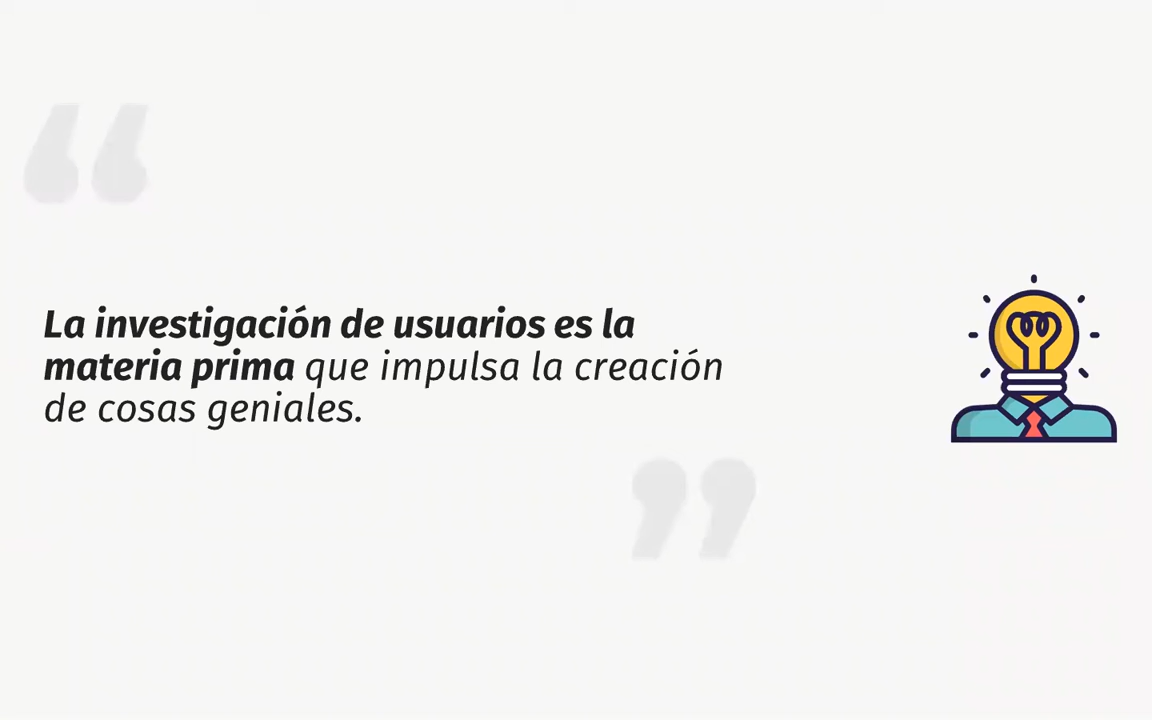 La investigación de usuarios es la
materia prima que impulsa la creación
de cosas geniales.